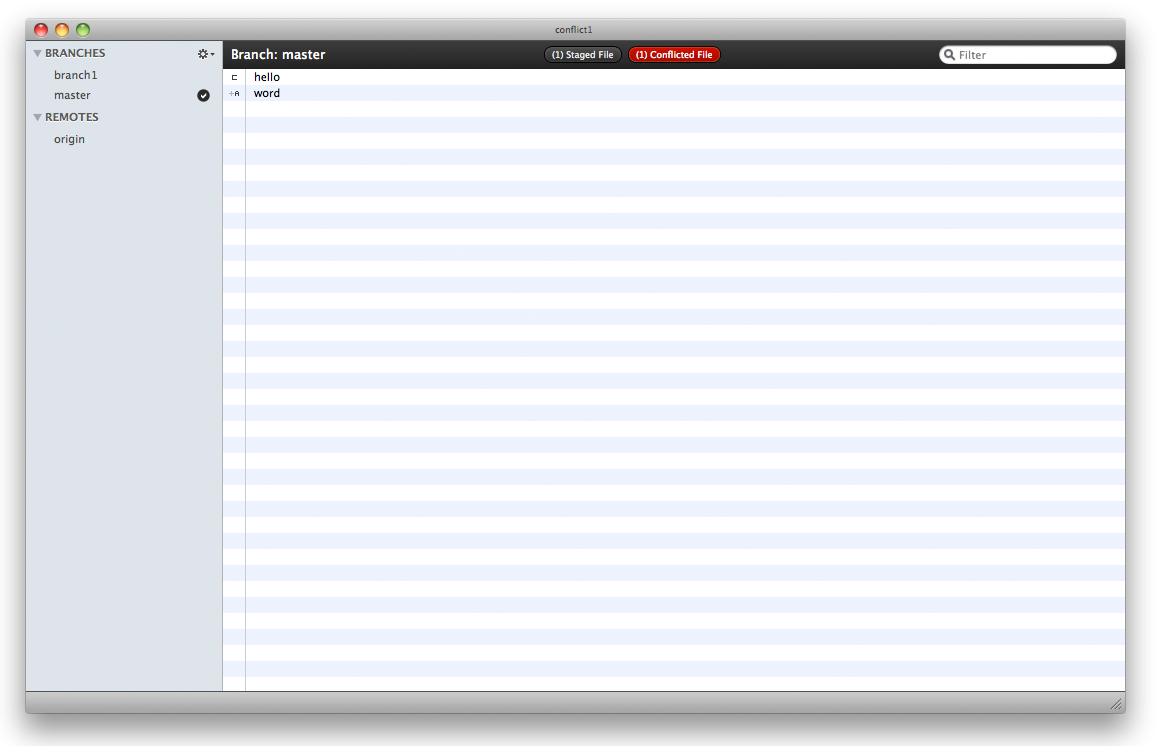 conflict1
BRANCHES
branch1
master
REMOTES
origin
Branch: master
(1) Staged File
(1) Conflicted File
Filter
C hello
+A word